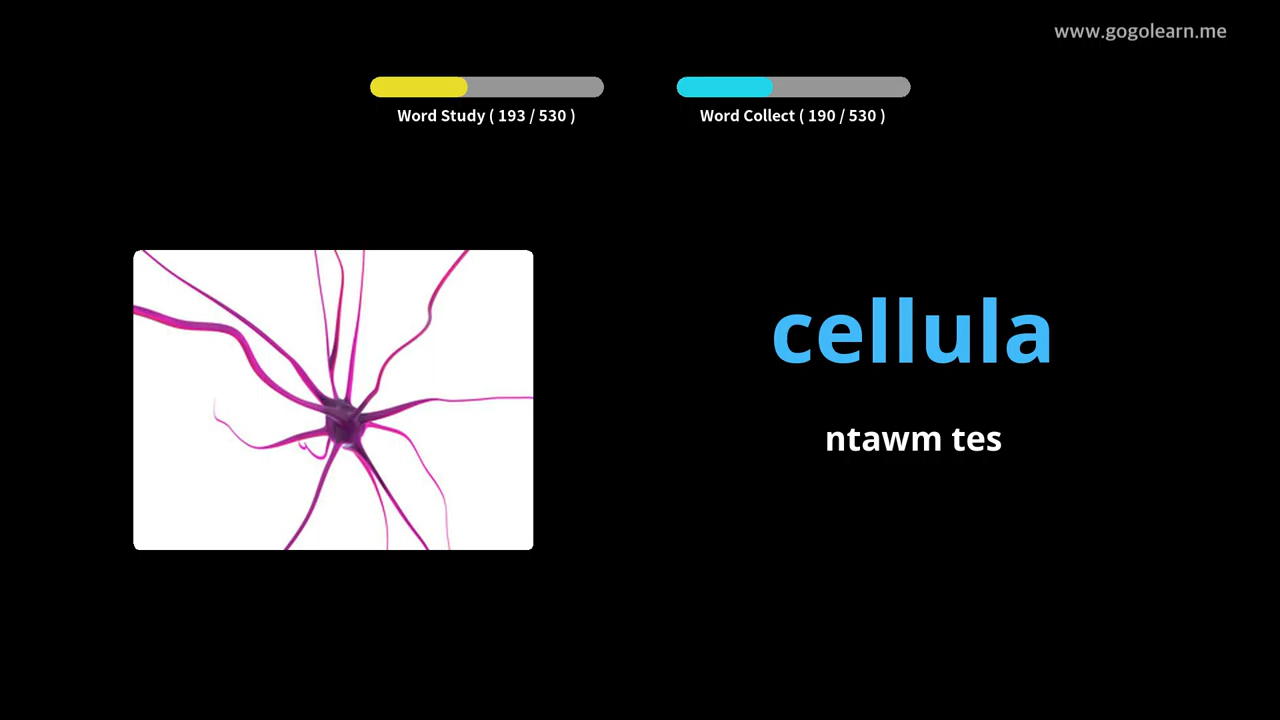 www.gogolearn.me
Word Study ( 193 / 530 )
Word Collect ( 190 / 530 )
cellula
ntawm tes